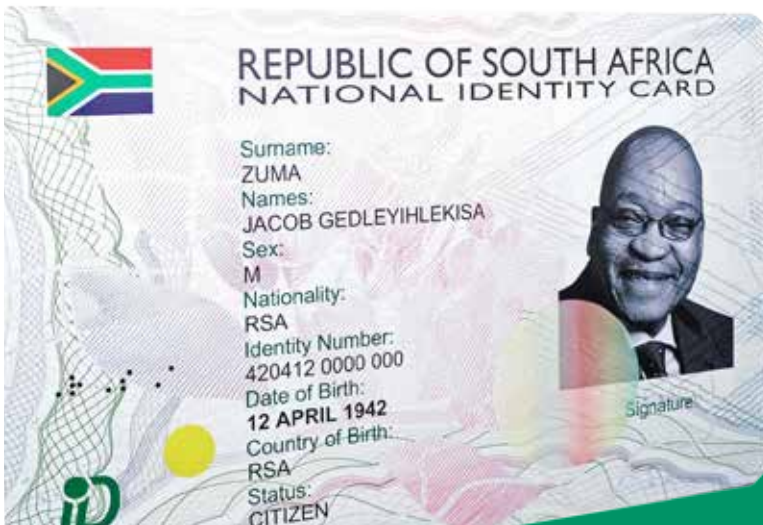 REPUBLIC OF SOUTH AFRICA
NATIONAL IDENTITY CARD
Surname:
ZUMA
Names:
JACOB GEDLEYIHLEKISA
Sex:
M
Nationality:
RSA
Identity Number:
420412 0000 000
Date of Birth:
12 APRIL 1942
Country of Birth:
RSA
Status:
CITIZEN
Signature
iD